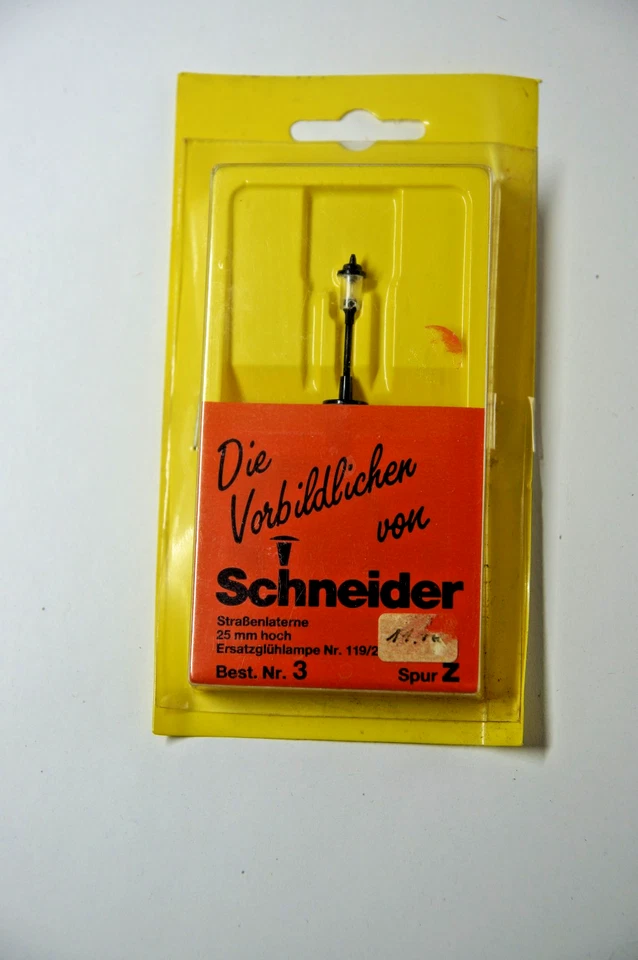 Die
Vorbildlichen
von
Schneider
Straßenlaterne
25 mm hoch
Ersatzglühlampe Nr. 119/2
Best. Nr. 3
Spur Z